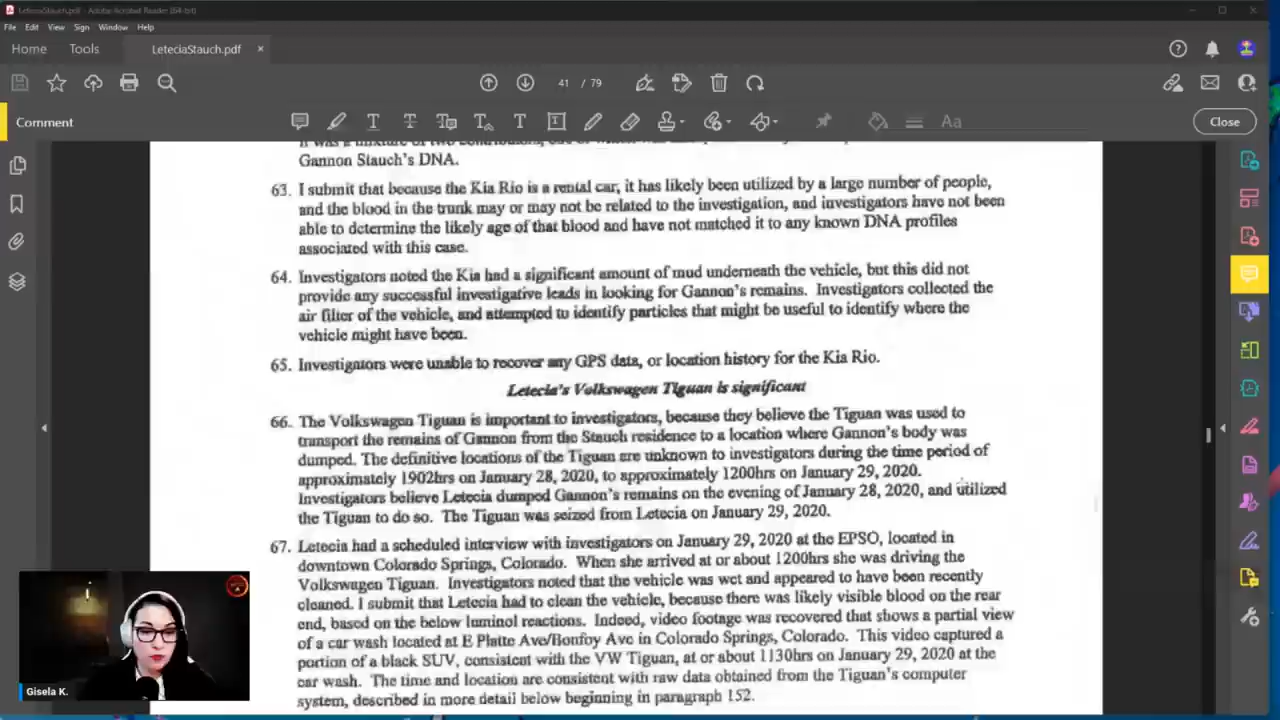 LeteciaStauch.pdf - Adobe Acrobat Reader (64-bit)
File Edit View Sign Window Help
Home Tools LeteciaStauch.pdf ×
41 / 79
Comment
Aa
Close
Gannon Stauch's DNA.
63. I submit that because the Kia Rio is a rental car, it has likely been utilized by a large number of people,
and the blood in the trunk may or may not be related to the investigation, and investigators have not been
able to determine the likely age of that blood and have not matched it to any known DNA profiles
associated with this case.
64. Investigators noted the Kia had a significant amount of mud underneath the vehicle, but this did not
provide any successful investigative leads in looking for Gannon's remains. Investigators collected the
air filter of the vehicle, and attempted to identify particles that might be useful to identify where the
vehicle might have been.
65. Investigators were unable to recover any GPS data, or location history for the Kia Rio.
Letecia's Volkswagen Tiguan is significant
66. The Volkswagen Tiguan is important to investigators, because they believe the Tiguan was used to
transport the remains of Gannon from the Stauch residence to a location where Gannon's body was
dumped. The definitive locations of the Tiguan are unknown to investigators during the time period of
approximately 1902hrs on January 28, 2020, to approximately 1200hrs on January 29, 2020.
Investigators believe Letecia dumped Gannon's remains on the evening of January 28, 2020, and utilized
the Tiguan to do so. The Tiguan was seized from Letecia on January 29, 2020.
67. Letecia had a scheduled interview with investigators on January 29, 2020 at the EPSO, located in
downtown Colorado Springs, Colorado. When she arrived at or about 1200hrs she was driving the
Volkswagen Tiguan. Investigators noted that the vehicle was wet and appeared to have been recently
cleaned. I submit that Letecia had to clean the vehicle, because there was likely visible blood on the rear
end, based on the below luminol reactions. Indeed, video footage was recovered that shows a partial view
of a car wash located at E Platte Ave/Bonfoy Ave in Colorado Springs, Colorado. This video captured a
portion of a black SUV, consistent with the VW Tiguan, at or about 1130hrs on January 29, 2020 at the
car wash. The time and location are consistent with raw data obtained from the Tiguan's computer
system, described in more detail below beginning in paragraph 152.
Gisela K.